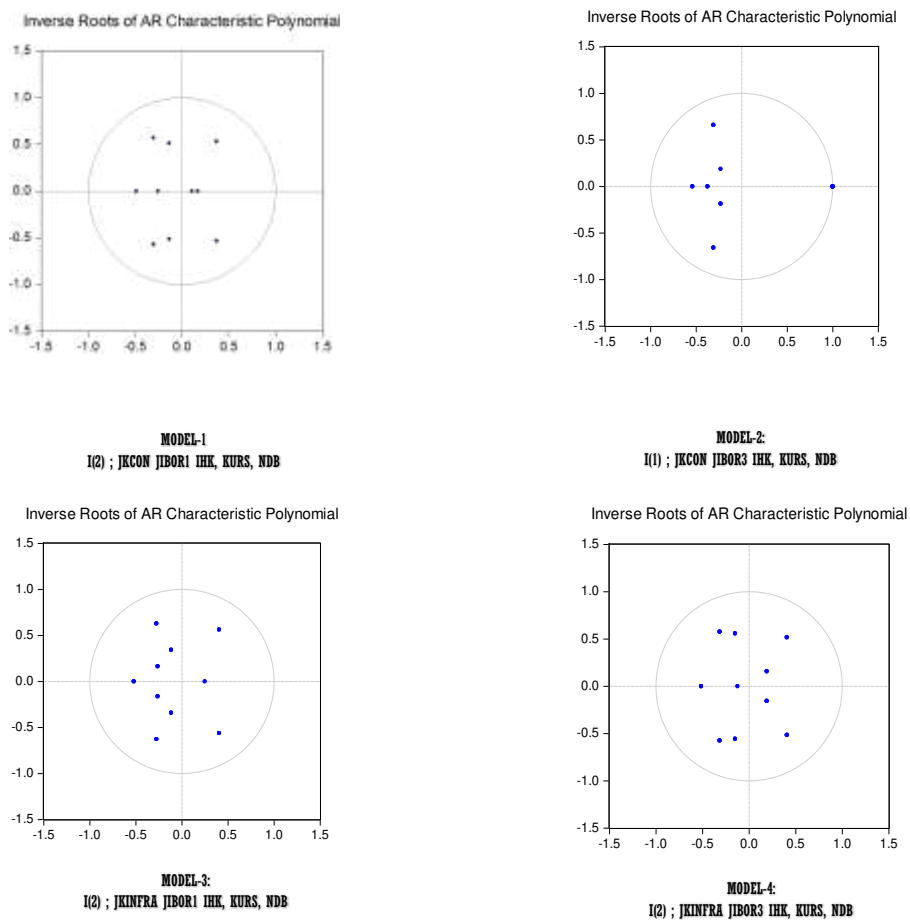 Inverse Roots of AR Characteristic Polynomial
1.5
1.0
0.5
0.0
-0.5
-1.0
-1.5
-1.5 -1.0 -0.5 0.0 0.5 1.0 1.5
MODEL-1
I(2) ; JKCON JIBOR1 IHK, KURS, NDB
Inverse Roots of AR Characteristic Polynomial
1.5
1.0
0.5
0.0
-0.5
-1.0
-1.5
-1.5 -1.0 -0.5 0.0 0.5 1.0 1.5
MODEL-2:
I(1) ; JKCON JIBOR3 IHK, KURS, NDB
Inverse Roots of AR Characteristic Polynomial
1.5
1.0
0.5
0.0
-0.5
-1.0
-1.5
-1.5 -1.0 -0.5 0.0 0.5 1.0 1.5
MODEL-3:
I(2) ; JKINFRA JIBOR1 IHK, KURS, NDB
Inverse Roots of AR Characteristic Polynomial
1.5
1.0
0.5
0.0
-0.5
-1.0
-1.5
-1.5 -1.0 -0.5 0.0 0.5 1.0 1.5
MODEL-4:
I(2) ; JKINFRA JIBOR3 IHK, KURS, NDB